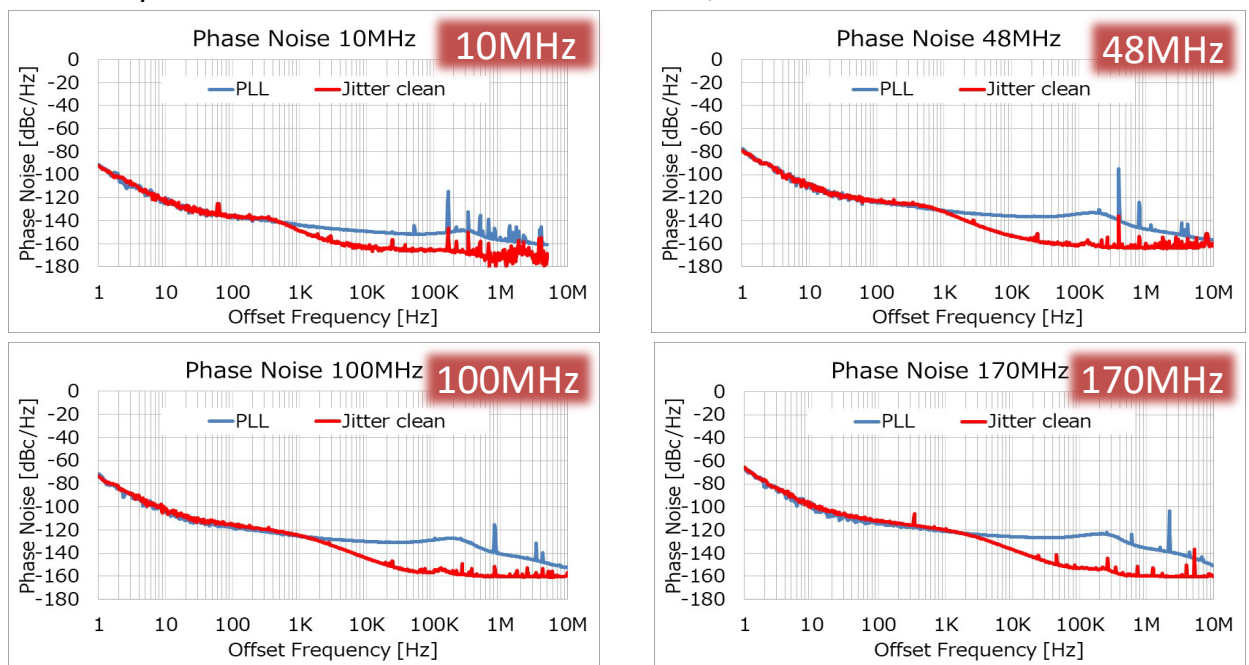 Phase Noise 10MHz
10MHz
PLL
Jitter clean
Phase Noise [dBc/Hz]
0
-20
-40
-60
-80
-100
-120
-140
-160
-180
1 10 100 1K 10K 100K 1M 10M
Offset Frequency [Hz]
Phase Noise 48MHz
48MHz
PLL
Jitter clean
Phase Noise [dBc/Hz]
0
-20
-40
-60
-80
-100
-120
-140
-160
-180
1 10 100 1K 10K 100K 1M 10M
Offset Frequency [Hz]
Phase Noise 100MHz
100MHz
PLL
Jitter clean
Phase Noise [dBc/Hz]
0
-20
-40
-60
-80
-100
-120
-140
-160
-180
1 10 100 1K 10K 100K 1M 10M
Offset Frequency [Hz]
Phase Noise 170MHz
170MHz
PLL
Jitter clean
Phase Noise [dBc/Hz]
0
-20
-40
-60
-80
-100
-120
-140
-160
-180
1 10 100 1K 10K 100K 1M 10M
Offset Frequency [Hz]